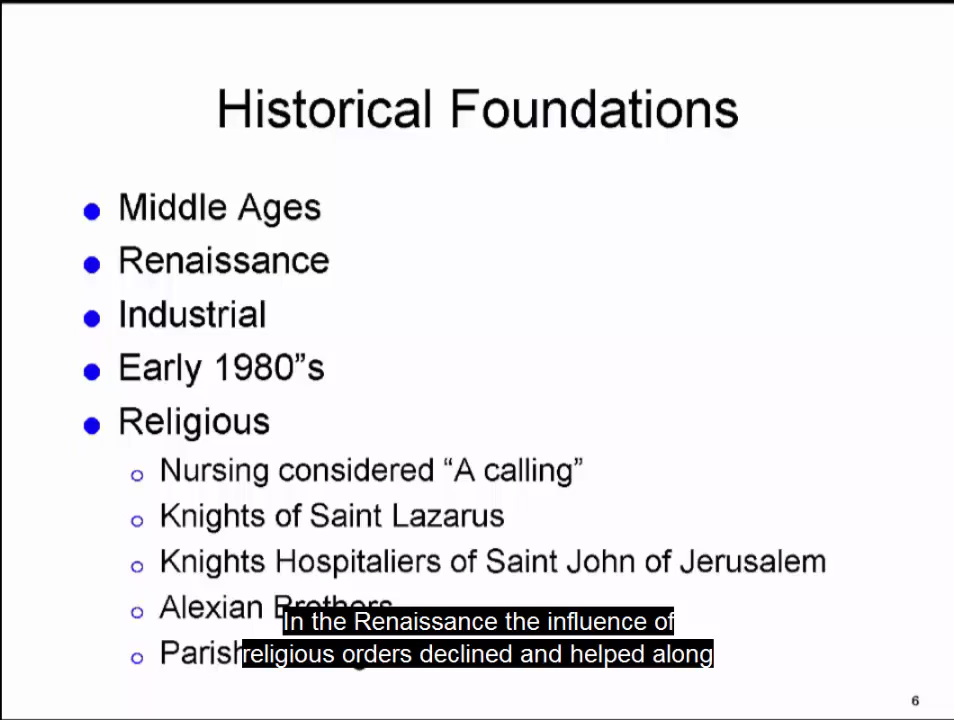 Historical Foundations
Middle Ages
Renaissance
Industrial
Early 1980”s
Religious
Nursing considered “A calling”
Knights of Saint Lazarus
Knights Hospitaliers of Saint John of Jerusalem
Alexian Brothers
In the Renaissance the influence of
Parish
religious orders declined and helped along
6